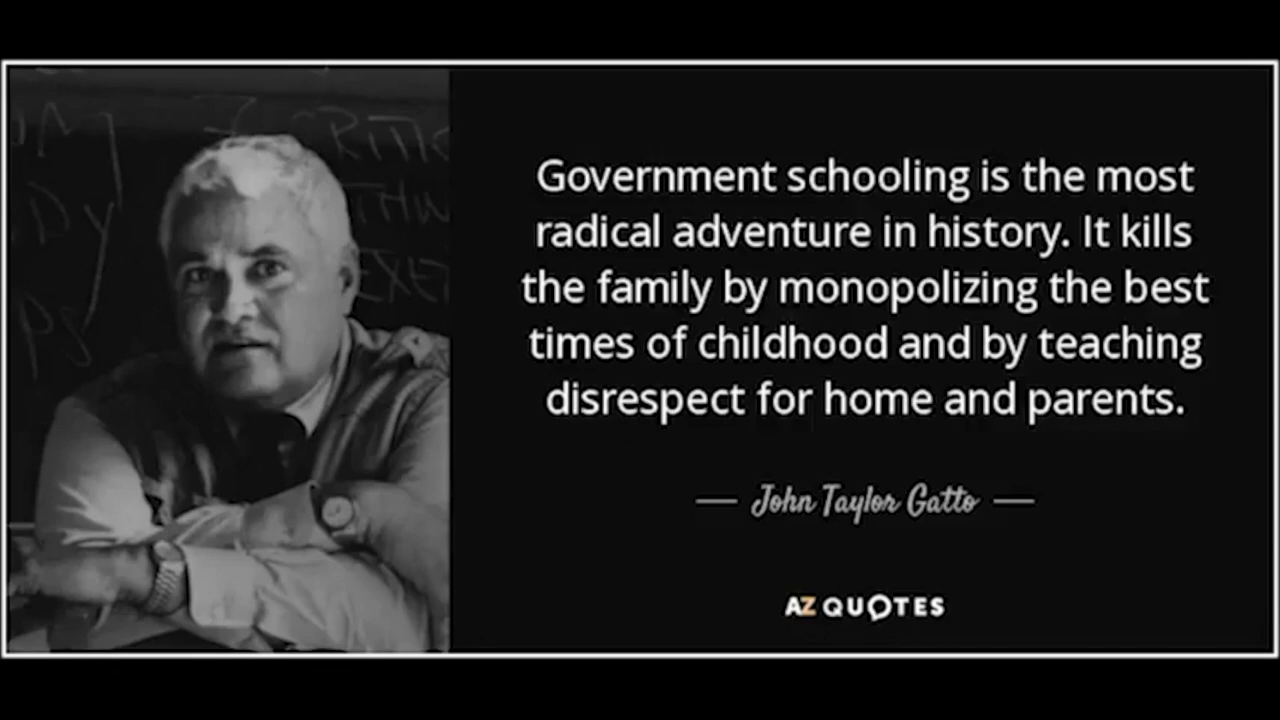 Government schooling is the most
radical adventure in history. It kills
the family by monopolizing the best
times of childhood and by teaching
disrespect for home and parents.
John Taylor Gatto
AZ QUOTES